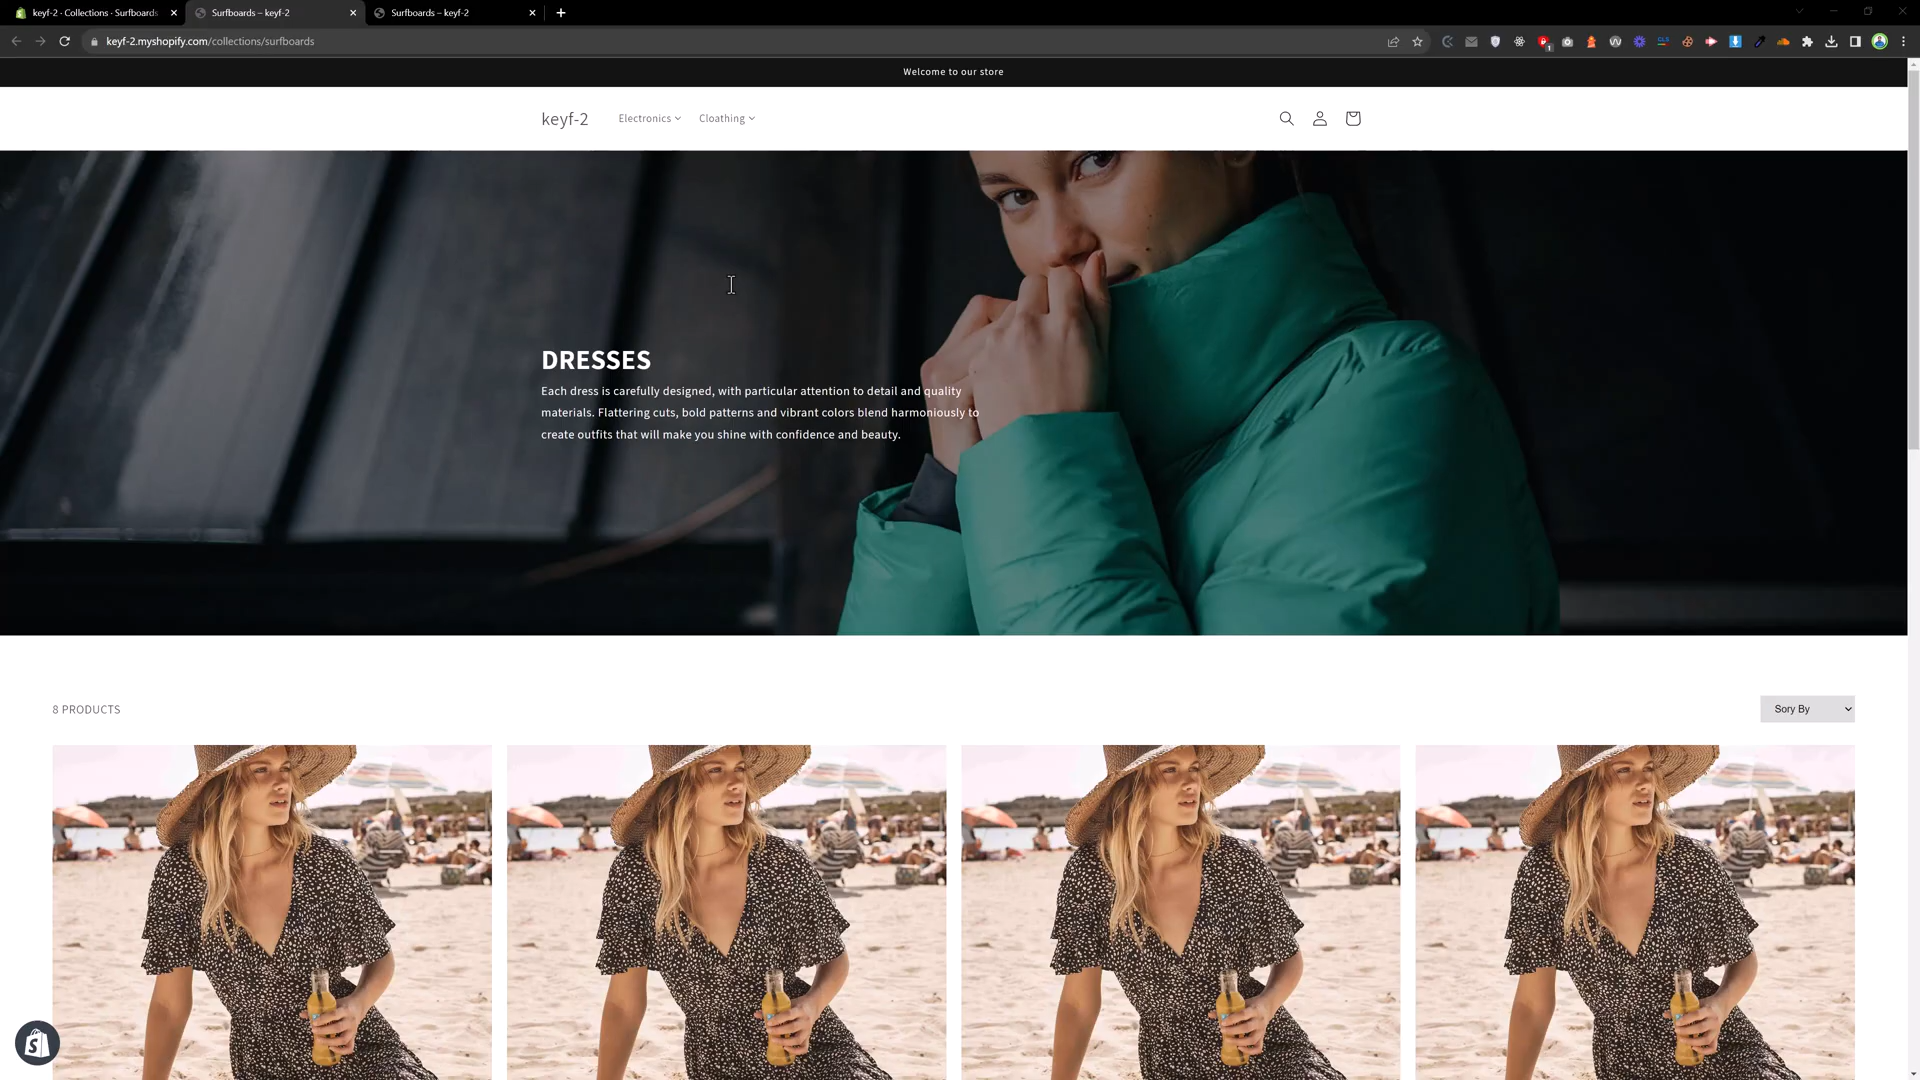 keyf-2 · Collections · Surfboards
Surfboards – keyf-2
Surfboards – keyf-2
keyf-2.myshopify.com/collections/surfboards
Welcome to our store
keyf-2
Electronics
Cloathing
DRESSES
Each dress is carefully designed, with particular attention to detail and quality
materials. Flattering cuts, bold patterns and vibrant colors blend harmoniously to
create outfits that will make you shine with confidence and beauty.
8 PRODUCTS
Sory By